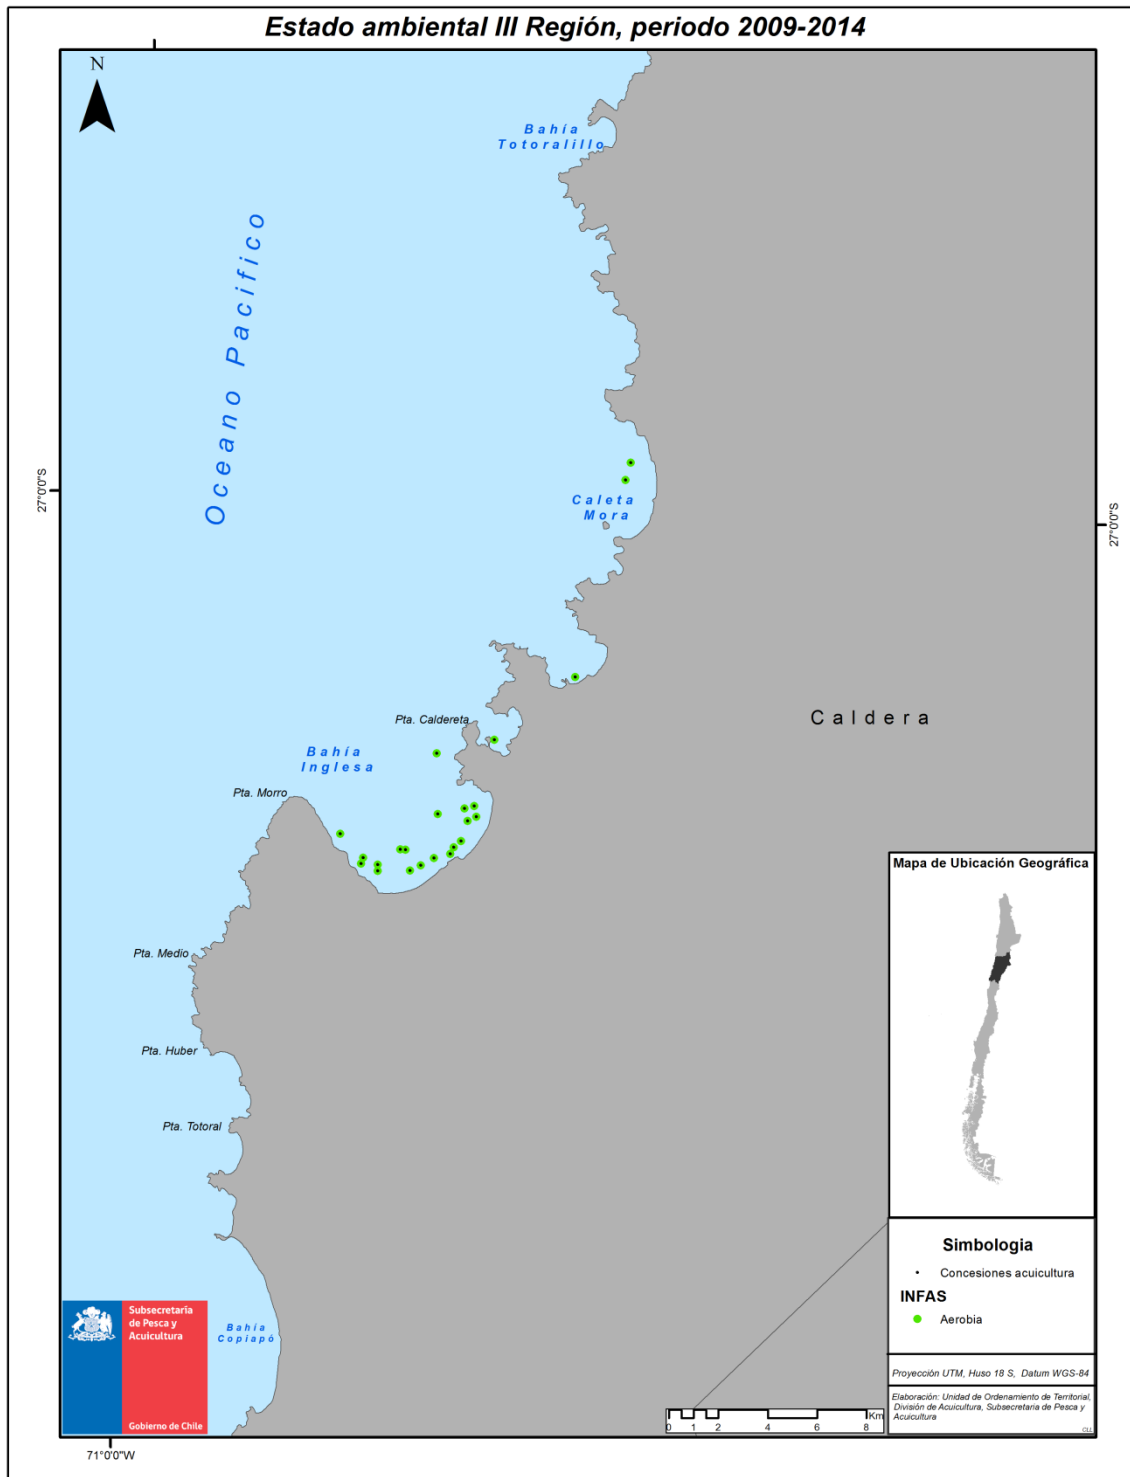 Estado ambiental III Región, periodo 2009-2014
N
Bahía
Totoralillo
Oceano Pacifico
27°0'0"S
Caleta
Mora
27°0'0"S
Pta. Caldereta
Caldera
Bahía
Inglesa
Pta. Morro
Mapa de Ubicación Geográfica
Pta. Medio
Pta. Huber
Pta. Totoral
Simbologia
Concesiones acuicultura
INFAS
Aerobia
Subsecretaría
de Pesca y
Acuicultura
Gobierno de Chile
Bahía
Copiapó
Proyección UTM, Huso 18 S, Datum WGS-84
Elaboración: Unidad de Ordenamiento de Territorial,
División de Acuicultura, Subsecretaria de Pesca y
Acuicultura
CLL
Km
0 1 2 4 6 8
71°0'0"W